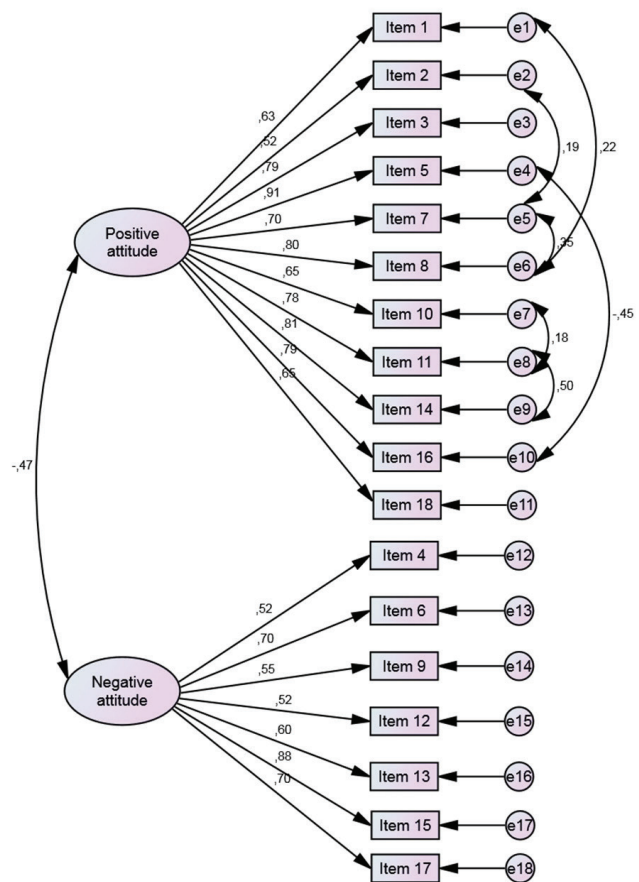 Item 1
e1
Item 2
e2
,63
Item 3
e3
,52
,19
,22
,79
Item 5
e4
,91
,70
Item 7
e5
Positive
attitude
,80
,35
Item 8
e6
,65
,78
Item 10
e7
-,45
,81
,18
,79
Item 11
e8
,65
,50
Item 14
e9
Item 16
e10
-,47
Item 18
e11
Item 4
e12
,52
Item 6
e13
,70
,55
Item 9
e14
Negative
attitude
,52
Item 12
e15
,60
,88
Item 13
e16
,70
Item 15
e17
Item 17
e18